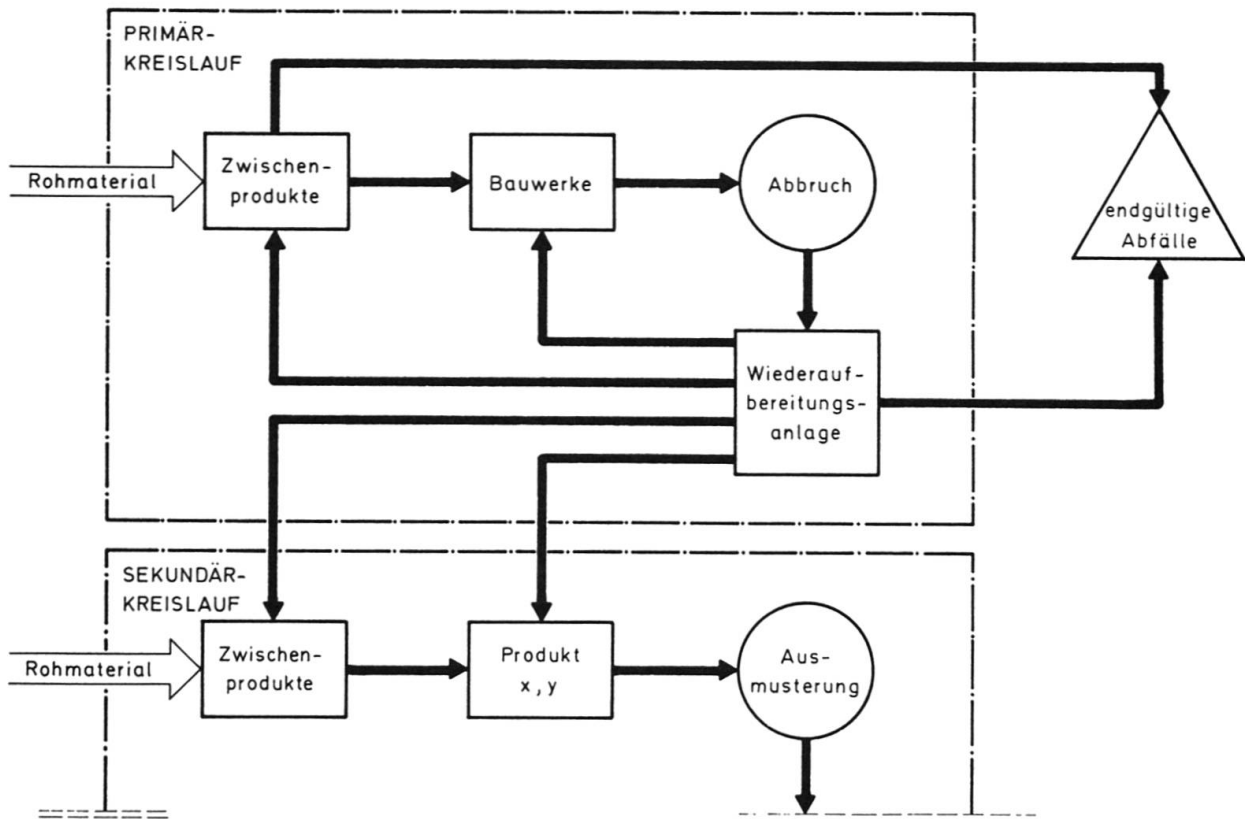 PRIMÄR-
KREISLAUF
Rohmaterial
Zwischen-
produkte
Bauwerke
Abbruch
endgültige
Abfälle
Wiederauf-
bereitungs-
anlage
SEKUNDÄR-
KREISLAUF
Rohmaterial
Zwischen-
produkte
Produkt
x, y
Aus-
musterung